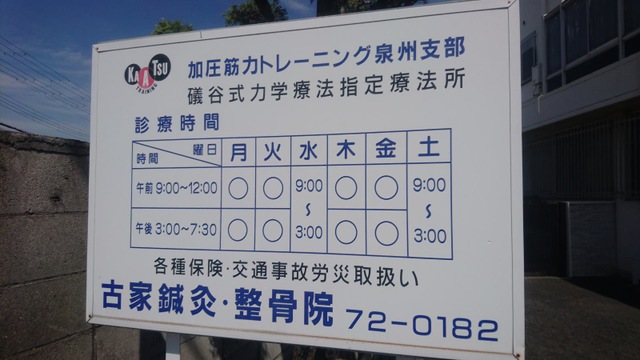 KAATSU
TRAINING
加圧筋力トレーニング泉州支部
礒谷式力学療法指定療法所
診療時間
時間 曜日 月 火 水 木 金 土
午前 9:00~12:00 ○ ○ 9:00 ○ ○ 9:00
~ ~
午後 3:00~7:30 ○ ○ 3:00 ○ ○ 3:00
各種保険・交通事故労災取扱い
古家鍼灸・整骨院 72-0182